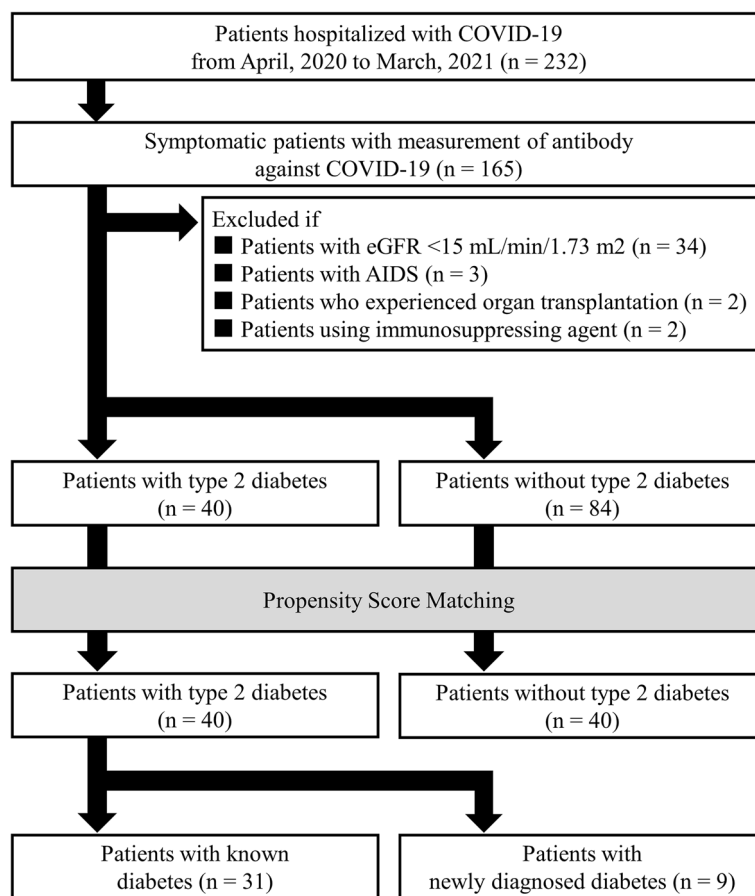 Patients hospitalized with COVID-19
from April, 2020 to March, 2021 (n = 232)
Symptomatic patients with measurement of antibody
against COVID-19 (n = 165)
Excluded if
■ Patients with eGFR <15 mL/min/1.73 m2 (n = 34)
■ Patients with AIDS (n = 3)
■ Patients who experienced organ transplantation (n = 2)
■ Patients using immunosuppressing agent (n = 2)
Patients with type 2 diabetes
(n = 40)
Patients without type 2 diabetes
(n = 84)
Propensity Score Matching
Patients with type 2 diabetes
(n = 40)
Patients without type 2 diabetes
(n = 40)
Patients with known
diabetes (n = 31)
Patients with
newly diagnosed diabetes (n = 9)